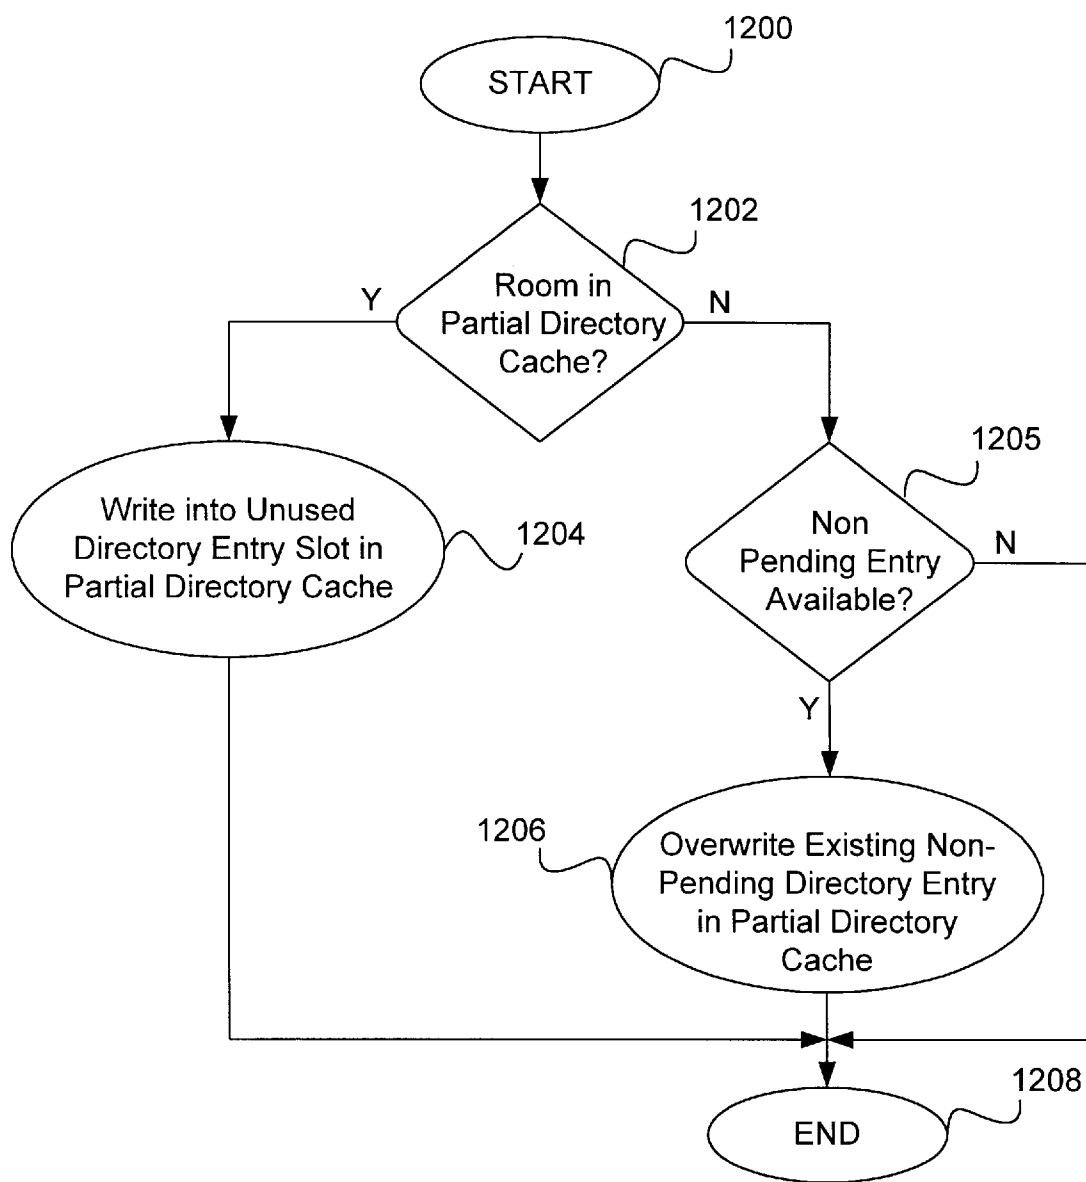 1200
START
1202
Room in
Partial Directory
Cache?
Y
N
1205
Non
Pending Entry
Available?
N
Write into Unused
Directory Entry Slot in
Partial Directory Cache
1204
Y
1206
Overwrite Existing Non-
Pending Directory Entry
in Partial Directory
Cache
1208
END